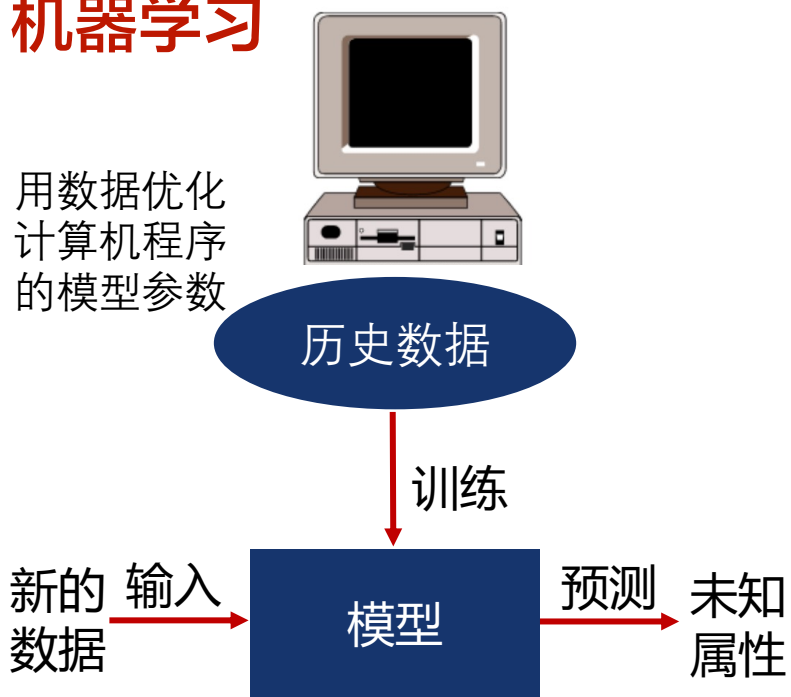 机器学习
用数据优化
计算机程序
的模型参数
历史数据
训练
新的
数据
输入
模型
预测
未知
属性